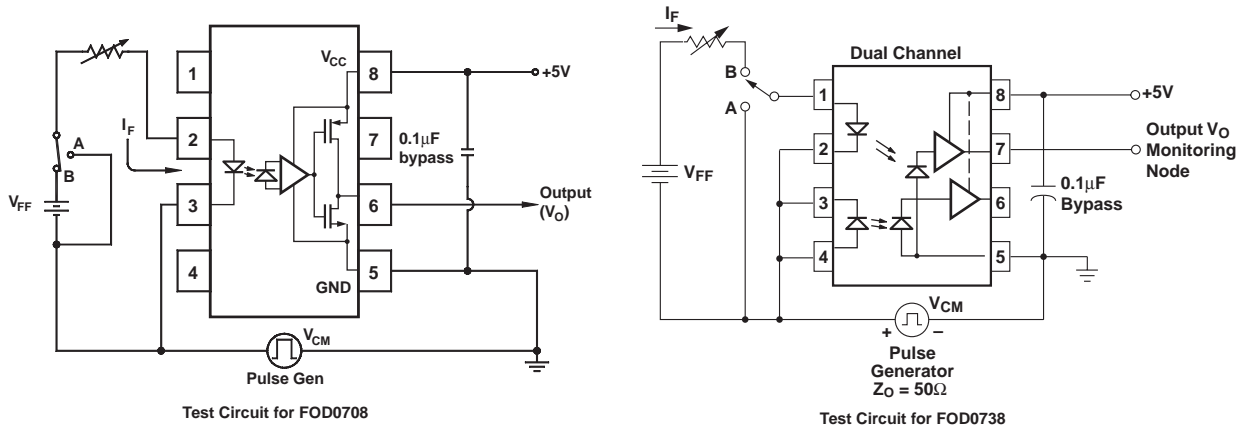 I_F
V_CC
1
8
+5V
2
7
0.1μF
bypass
I_F
A
B
V_FF
3
6
Output
(V_O)
4
5
GND
V_CM
Pulse Gen
Test Circuit for FOD0708
I_F
Dual Channel
B
A
1
8
+5V
2
7
Output V_O
Monitoring
Node
V_FF
3
6
0.1μF
Bypass
4
5
V_CM
+
–
Pulse
Generator
Z_O = 50Ω
Test Circuit for FOD0738